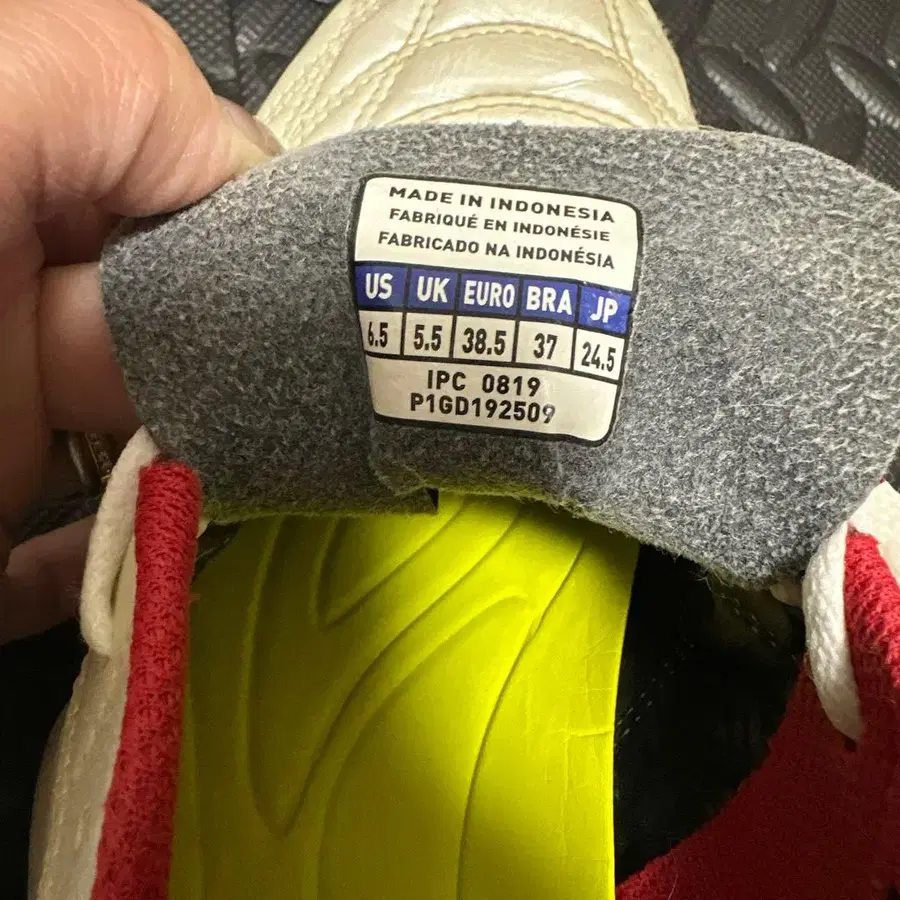 MADE IN INDONESIA
FABRIQUÉ EN INDONÉSIE
FABRICADO NA INDONÉSIA
US UK EURO BRA JP
6.5 5.5 38.5 37 24.5
IPC 0819
P1GD192509